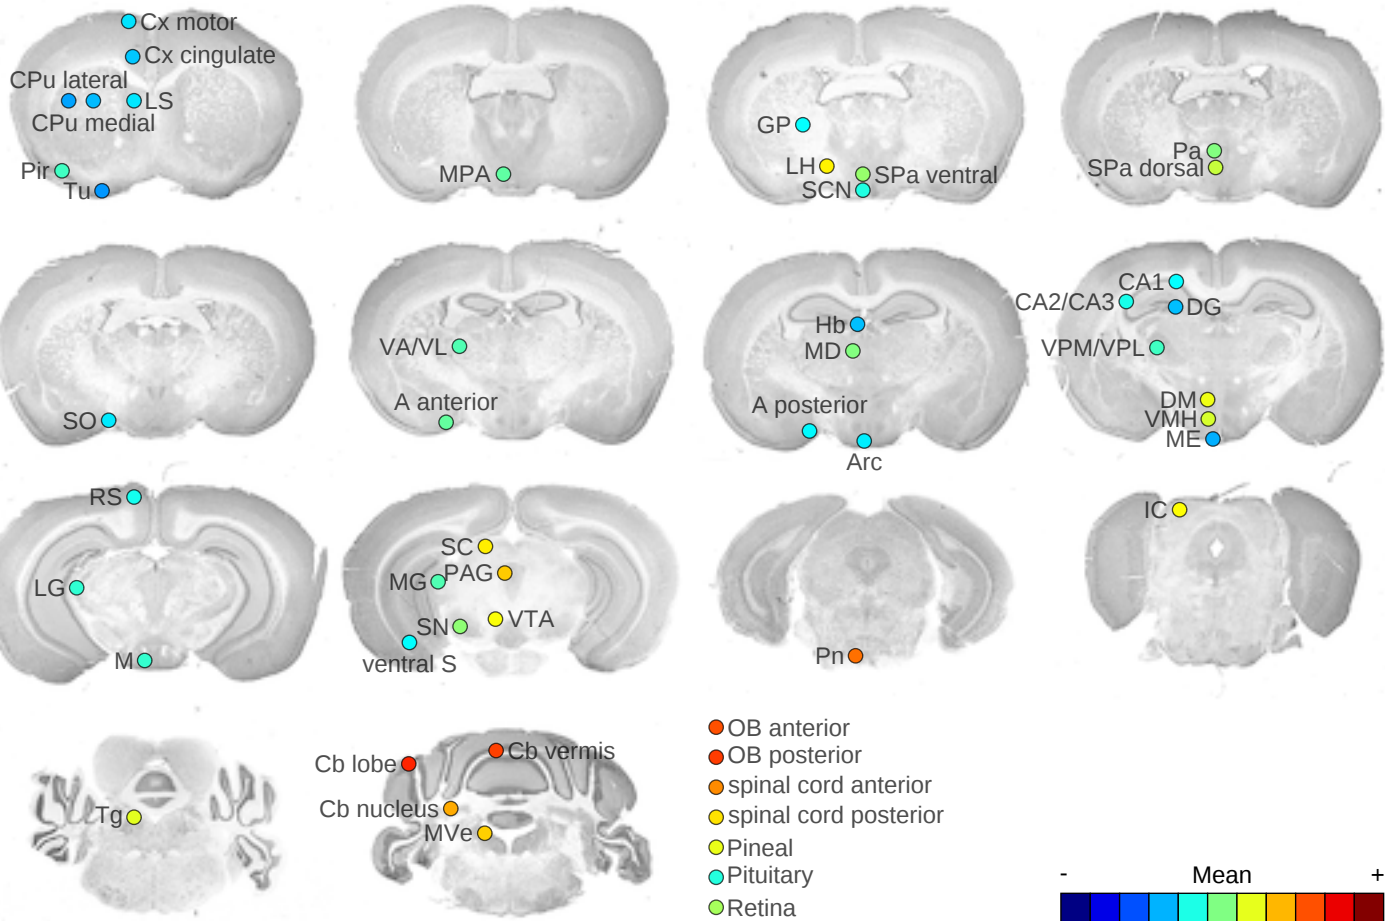 Cx motor
Cx cingulate
CPu lateral
LS
CPu medial
Pir
Tu
MPA
GP
LH
SPa ventral
SCN
Pa
SPa dorsal
SO
VA/VL
A anterior
Hb
MD
A posterior
Arc
CA1
CA2/CA3
DG
VPM/VPL
DM
VMH
ME
RS
LG
M
SC
PAG
MG
VTA
SN
ventral S
Pn
IC
Tg
Cb lobe
Cb vermis
Cb nucleus
MVe
OB anterior
OB posterior
spinal cord anterior
spinal cord posterior
Pineal
Pituitary
Retina
- Mean +